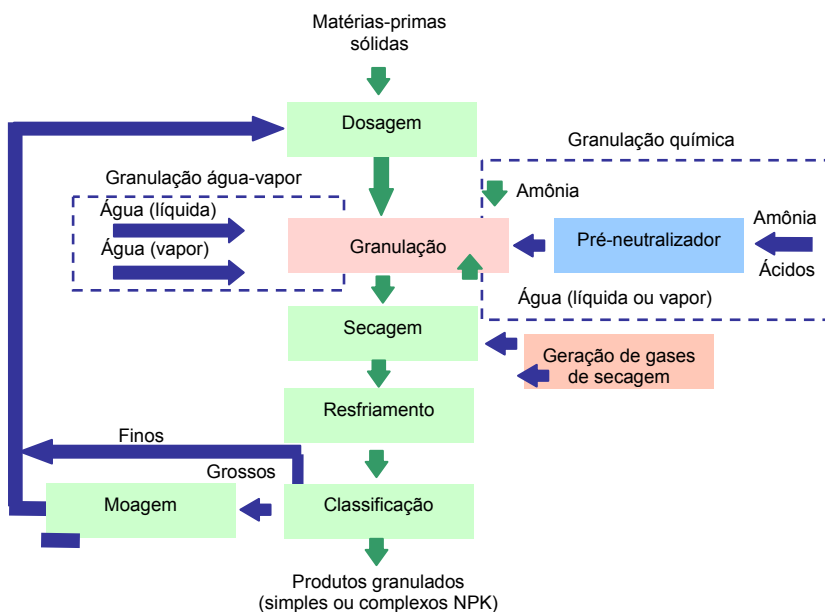 Matérias-primas
sólidas
Dosagem
Granulação química
Granulação água-vapor
Amônia
Água (líquida)
Água (vapor)
Granulação
Pré-neutralizador
Amônia
Ácidos
Água (líquida ou vapor)
Secagem
Geração de gases
de secagem
Resfriamento
Finos
Grossos
Moagem
Classificação
Produtos granulados
(simples ou complexos NPK)